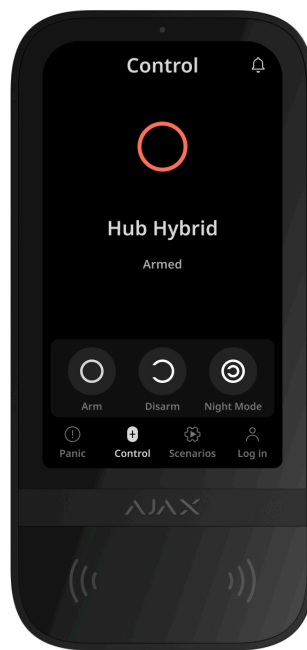 Control
Hub Hybrid
Armed
Arm Disarm Night Mode
Panic Control Scenarios Log in
AJAX